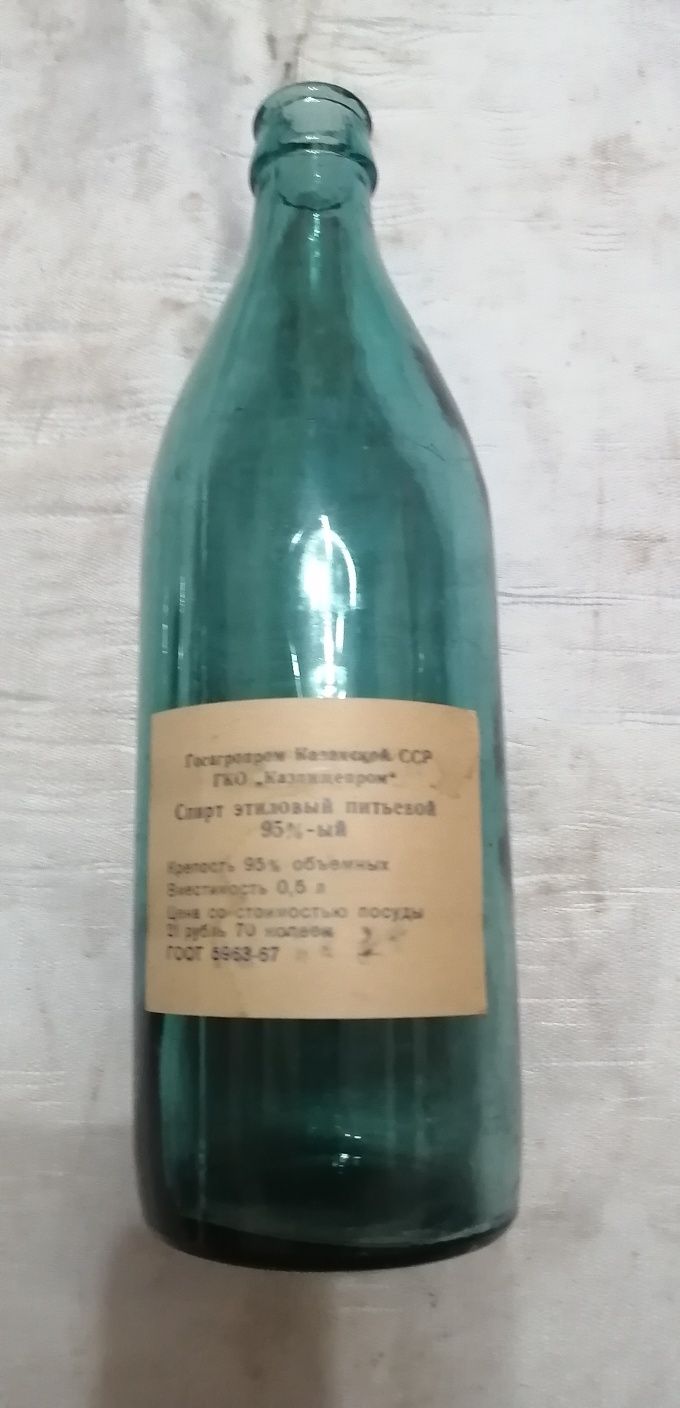 Госагропром Казахской ССР
ГКО „Казпищепром"
Спирт этиловый питьевой
95%-ый
Крепость 95% объемных
Вместимость 0,5 л
Цена со стоимостью посуды
21 рубль 70 копеек
ГОСТ 5963-67